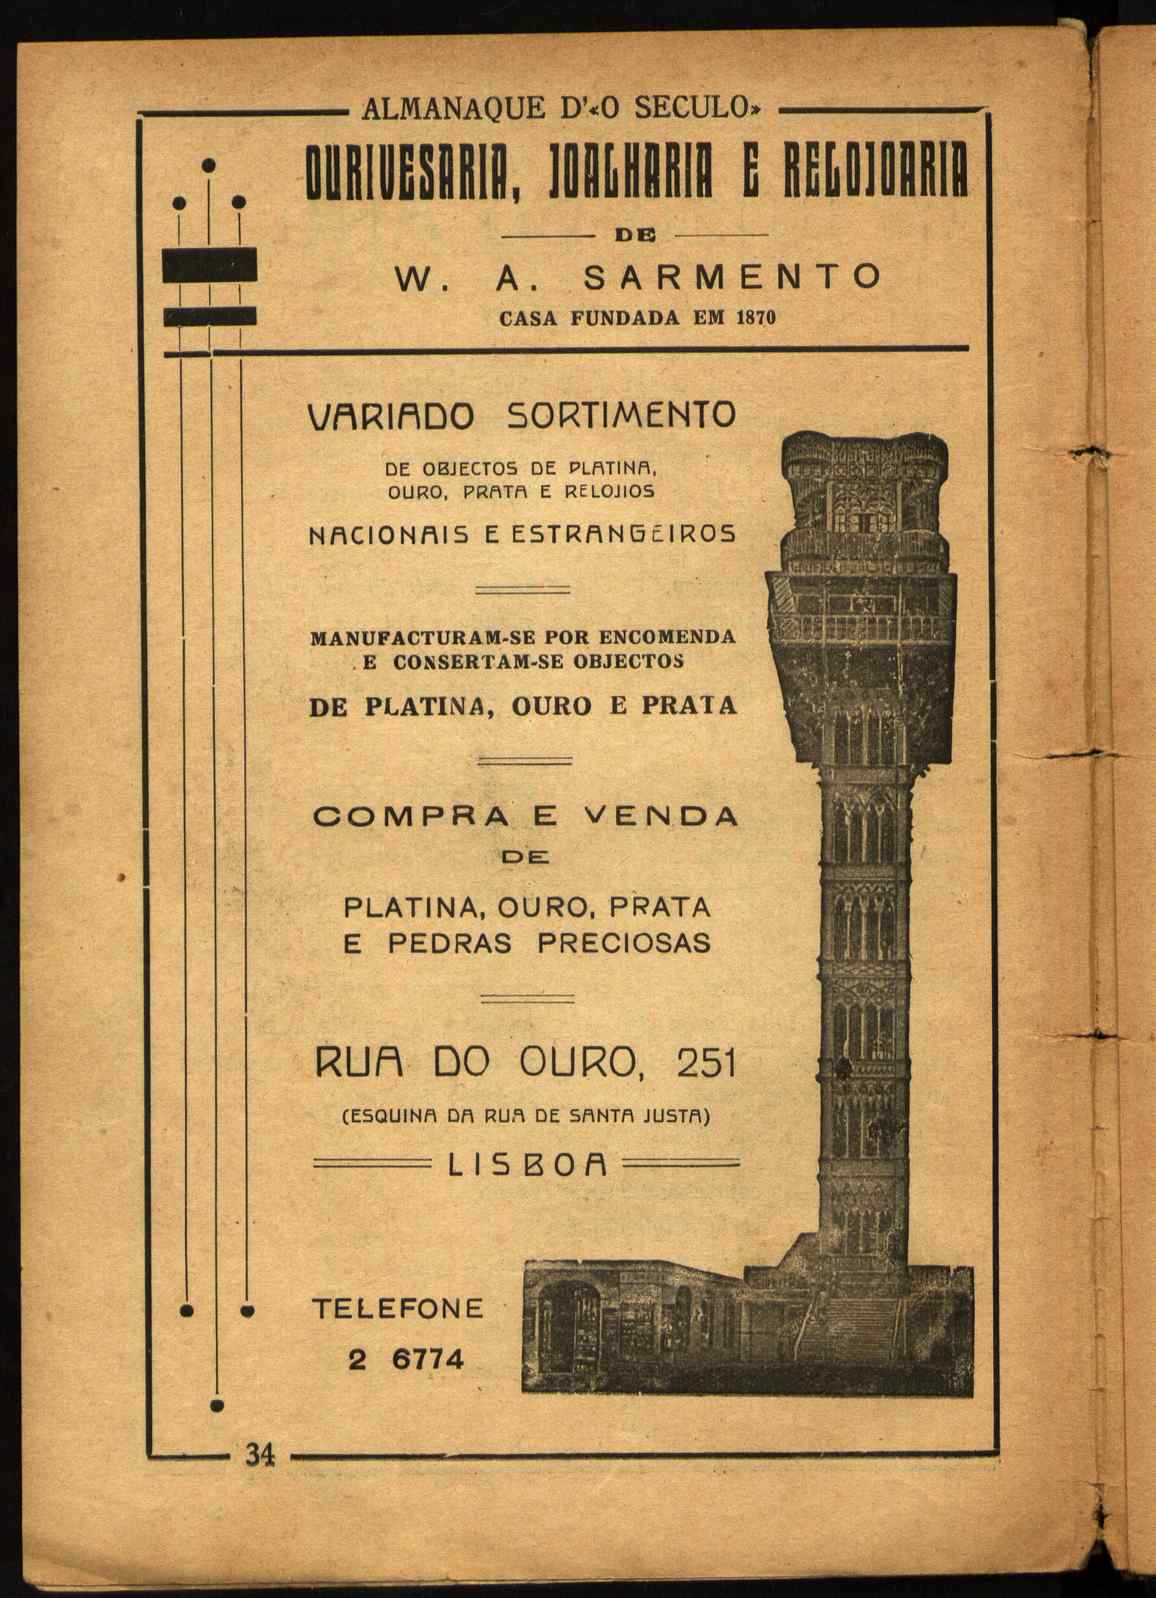 ALMANAQUE D'«O SECULO»
OURIVESARIA, JOALHARIA E RELOJOARIA
DE
W. A. SARMENTO
CASA FUNDADA EM 1870
VARIADO SORTIMENTO
DE OBJECTOS DE PLATINA,
OURO, PRATA E RELOJIOS
NACIONAIS E ESTRANGEIROS
MANUFACTURAM-SE POR ENCOMENDA
E CONSERTAM-SE OBJECTOS
DE PLATINA, OURO E PRATA
COMPRA E VENDA
DE
PLATINA, OURO, PRATA
E PEDRAS PRECIOSAS
RUA DO OURO, 251
(ESQUINA DA RUA DE SANTA JUSTA)
LISBOA
TELEFONE
2 6774
34